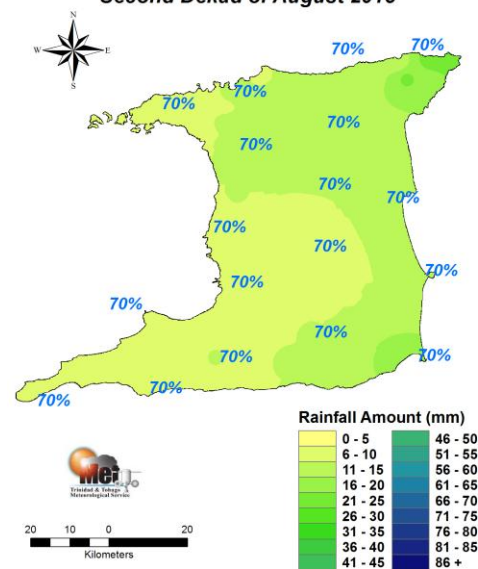 Second Dekad of August 2016
N
W E
S
70% 70%
70% 70%
70%
70%
70%
70%
70%
70%
70%
70%
70%
70%
70%
70%
70%
70%
Rainfall Amount (mm)
0 - 5 46 - 50
6 - 10 51 - 55
11 - 15 56 - 60
16 - 20 61 - 65
21 - 25 66 - 70
26 - 30 71 - 75
31 - 35 76 - 80
36 - 40 81 - 85
41 - 45 86 +
Met
Trinidad & Tobago
Meteorological Service
20 10 0 20
Kilometers